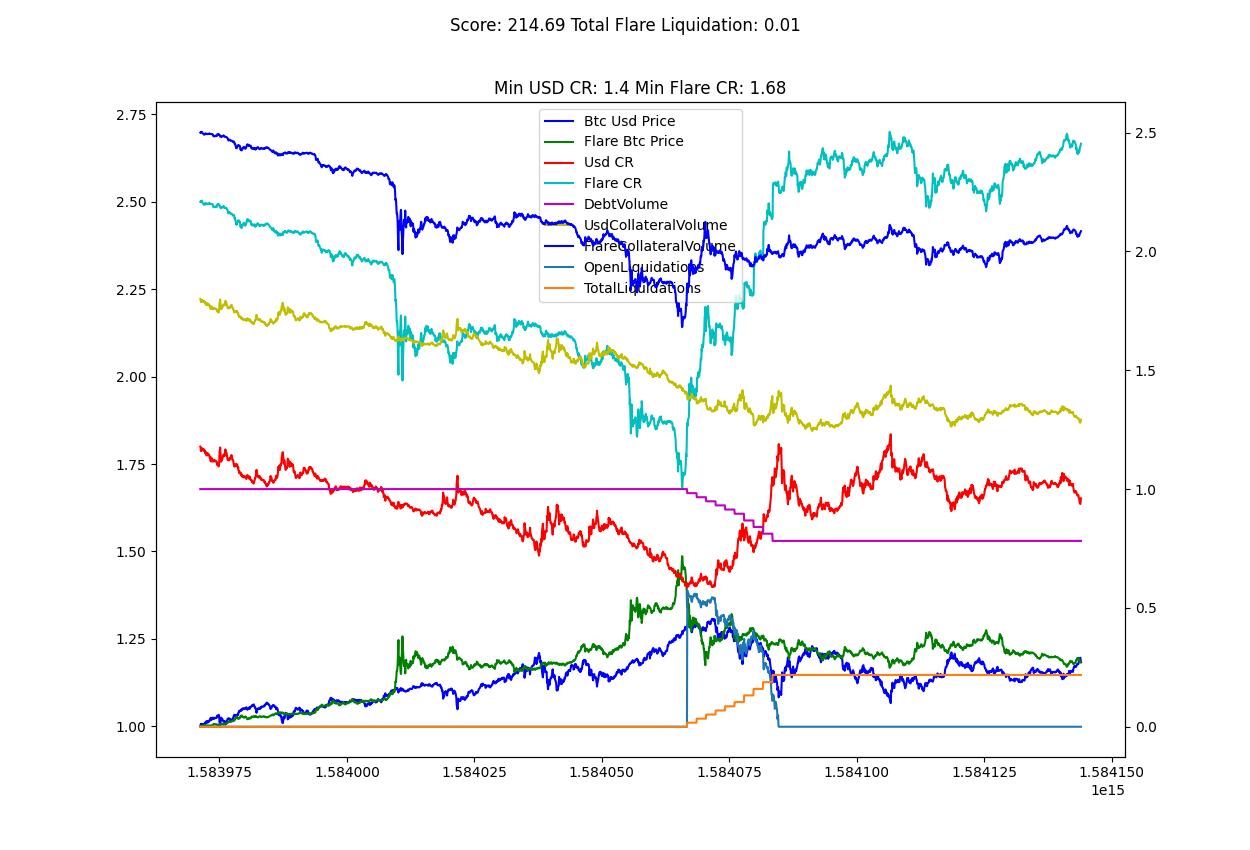 Score: 214.69 Total Flare Liquidation: 0.01
Min USD CR: 1.4 Min Flare CR: 1.68
Btc Usd Price
Flare Btc Price
Usd CR
Flare CR
DebtVolume
UsdCollateralVolume
FlareCollateralVolume
OpenLiquidations
TotalLiquidations
2.75
2.50
2.25
2.00
1.75
1.50
1.25
1.00
2.5
2.0
1.5
1.0
0.5
0.0
1.583975 1.584000 1.584025 1.584050 1.584075 1.584100 1.584125 1.584150
1e15